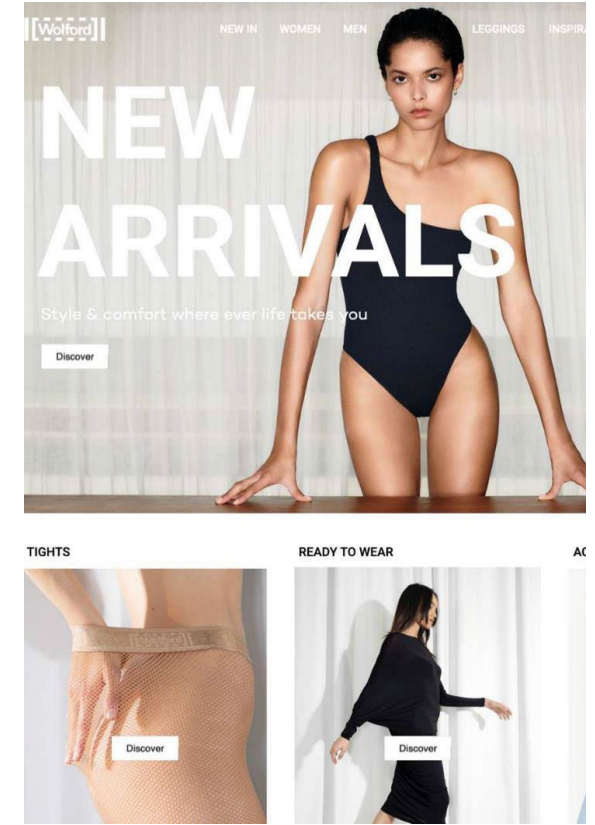 Wolford
NEW IN WOMEN MEN LEGGINGS
NEW
ARRIVALS
Style & comfort where ever life takes you
Discover
TIGHTS READY TO WEAR
Discover Discover